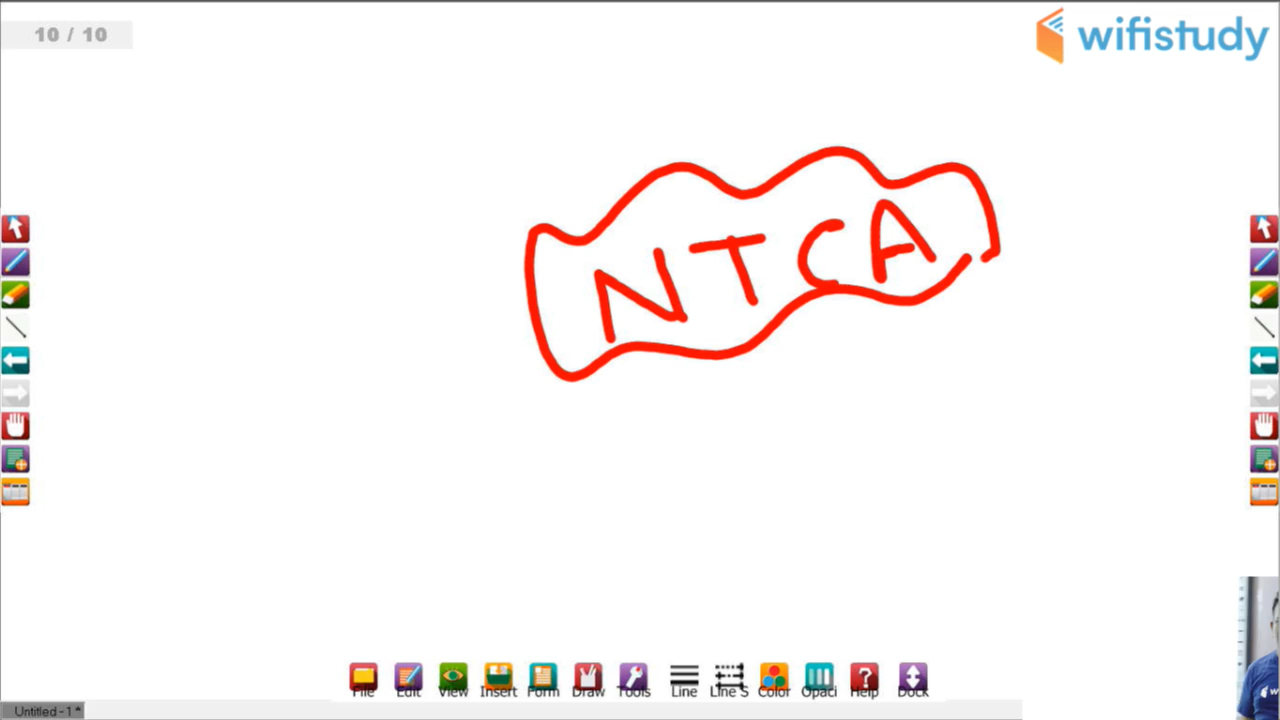 10 / 10
wifistudy
NTCA
File Edit View Insert Form Draw Tools Line Line S Color Opaci Help Dock
Untitled - 1 *